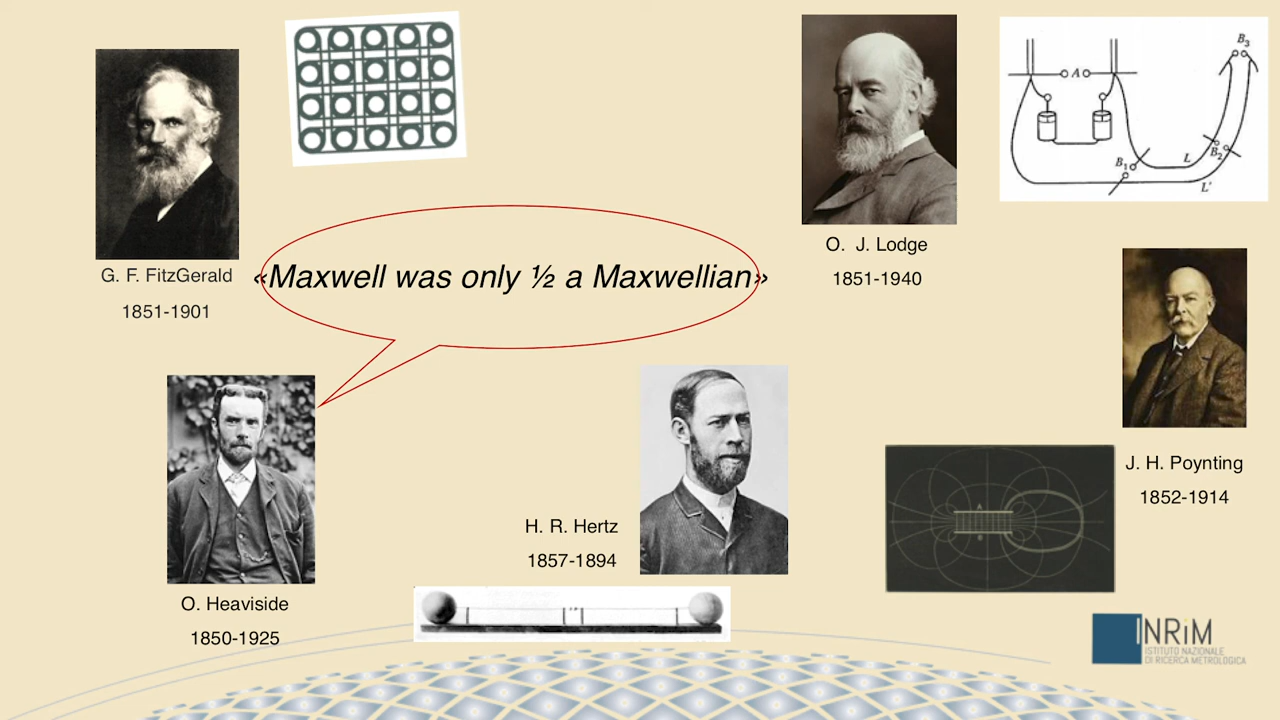 G. F. FitzGerald
1851-1901
«Maxwell was only ½ a Maxwellian»
O. J. Lodge
1851-1940
A
B3
B1
L
B2
L'
J. H. Poynting
1852-1914
H. R. Hertz
1857-1894
O. Heaviside
1850-1925
INRiM
ISTITUTO NAZIONALE
DI RICERCA METROLOGICA